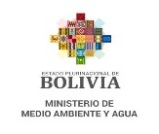 ESTADO PLURINACIONAL DE
BOLIVIA
MINISTERIO DE
MEDIO AMBIENTE Y AGUA